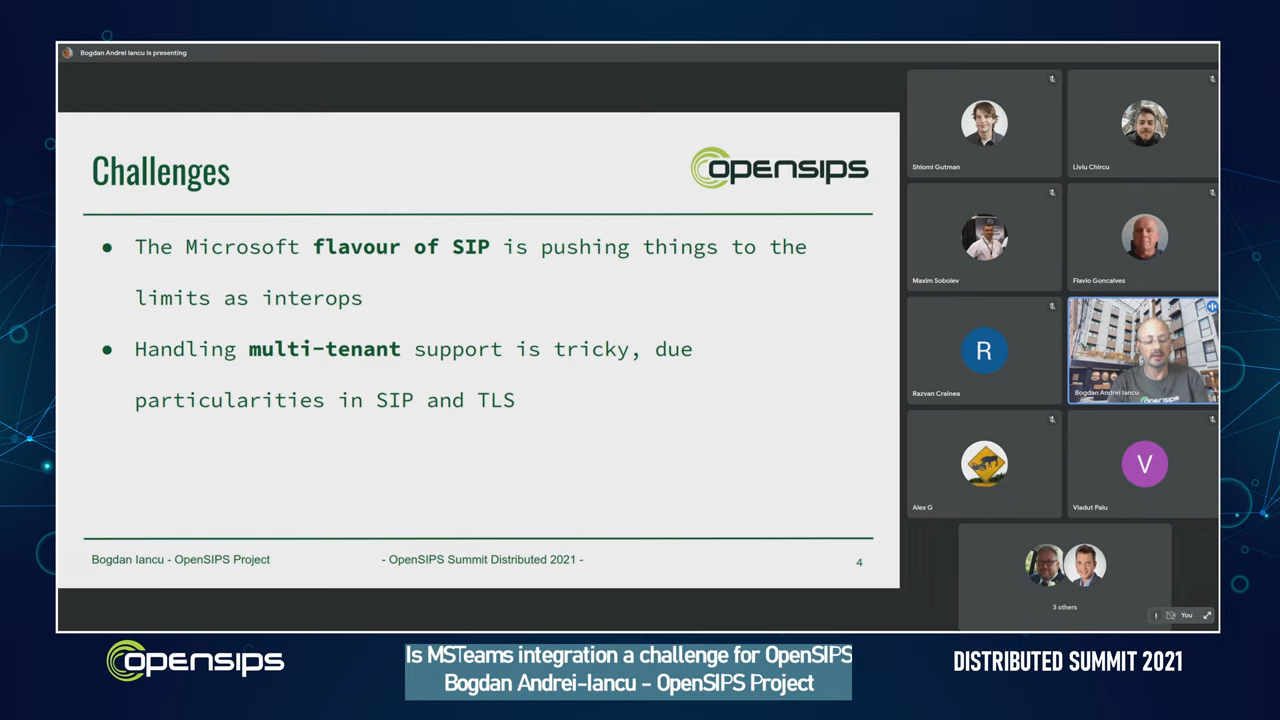 Bogdan Andrei Iancu is presenting
Challenges
OPENSIPS
● The Microsoft flavour of SIP is pushing things to the
limits as interops
● Handling multi-tenant support is tricky, due
particularities in SIP and TLS
Bogdan Iancu - OpenSIPS Project
- OpenSIPS Summit Distributed 2021 -
4
Shlomi Gutman
Liviu Chircu
Maxim Sobolev
Flavio Goncalves
R
Razvan Crainea
Bogdan Andrei Iancu
Alex G
V
Vladut Paiu
3 others
You
OPENSIPS
Is MSTeams integration a challenge for OpenSIPS
Bogdan Andrei-Iancu - OpenSIPS Project
DISTRIBUTED SUMMIT 2021